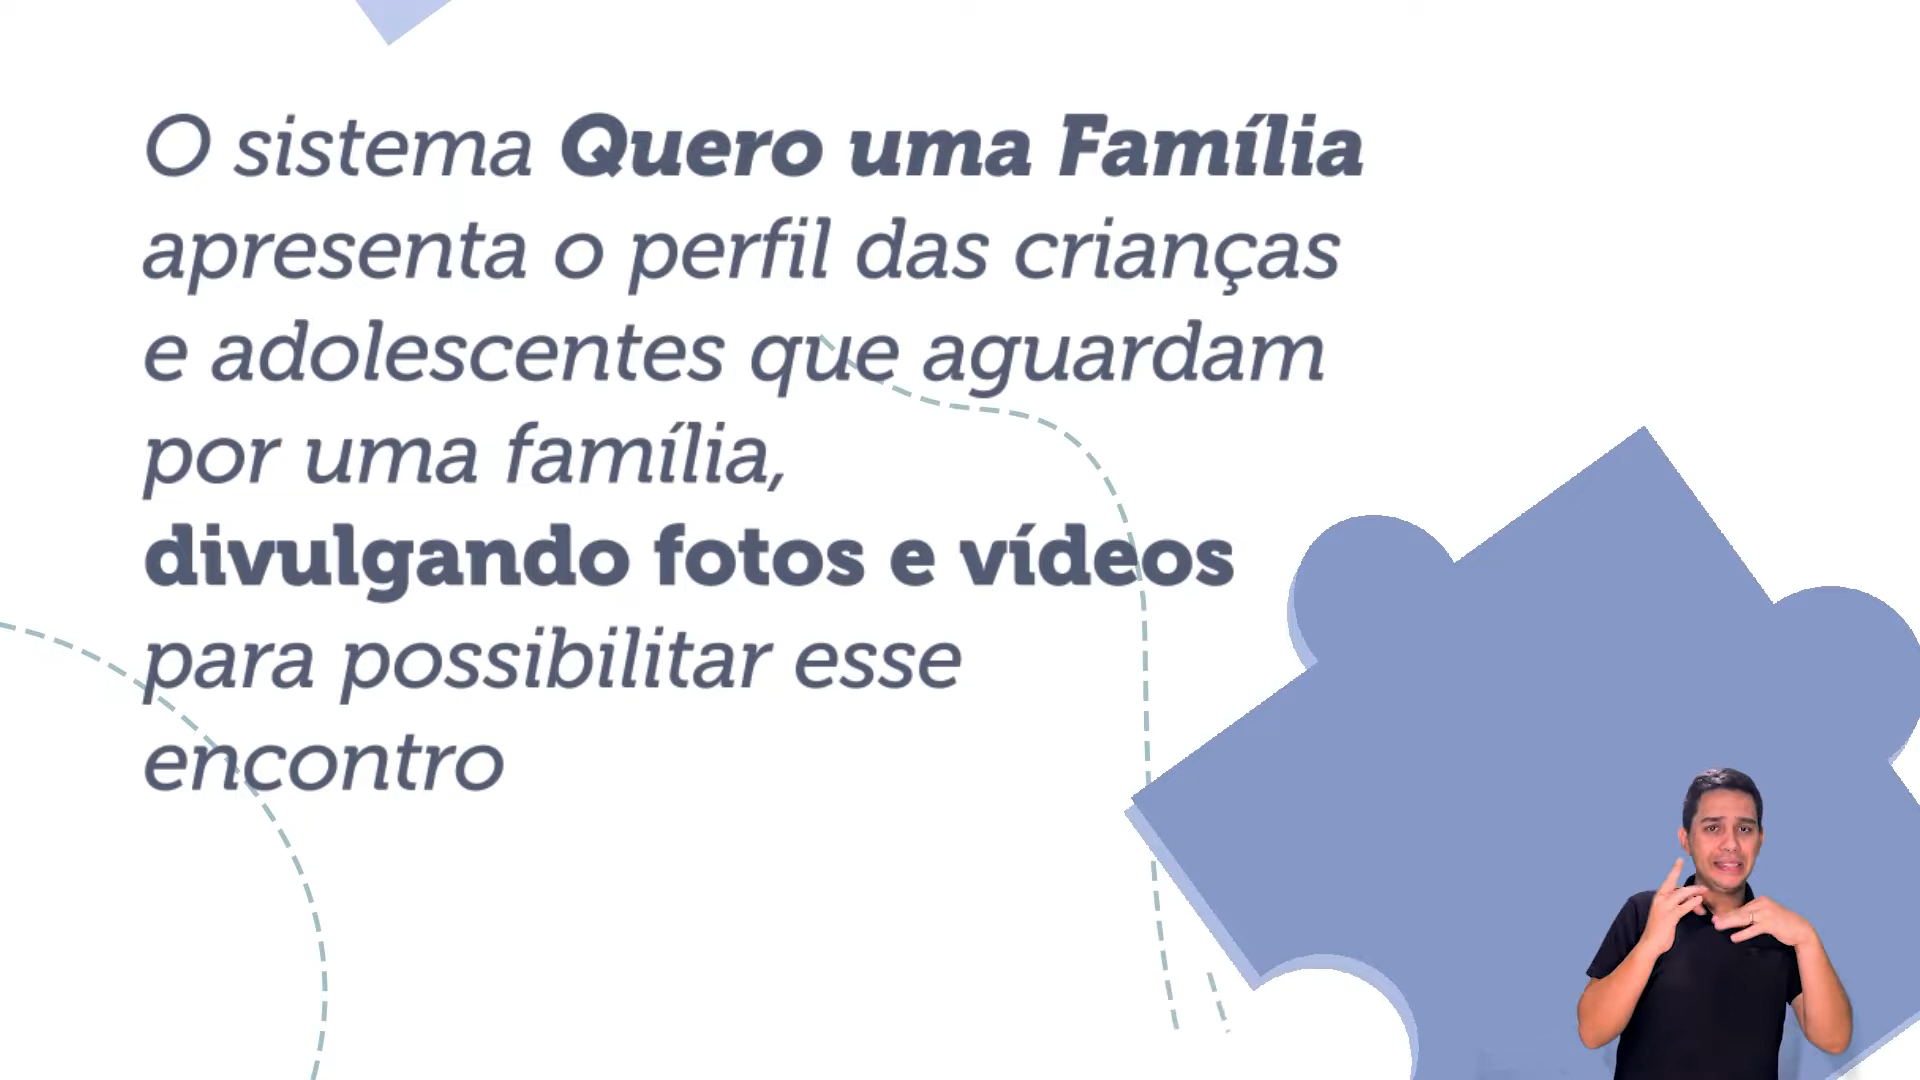 O sistema Quero uma Família
apresenta o perfil das crianças
e adolescentes que aguardam
por uma família,
divulgando fotos e vídeos
para possibilitar esse
encontro